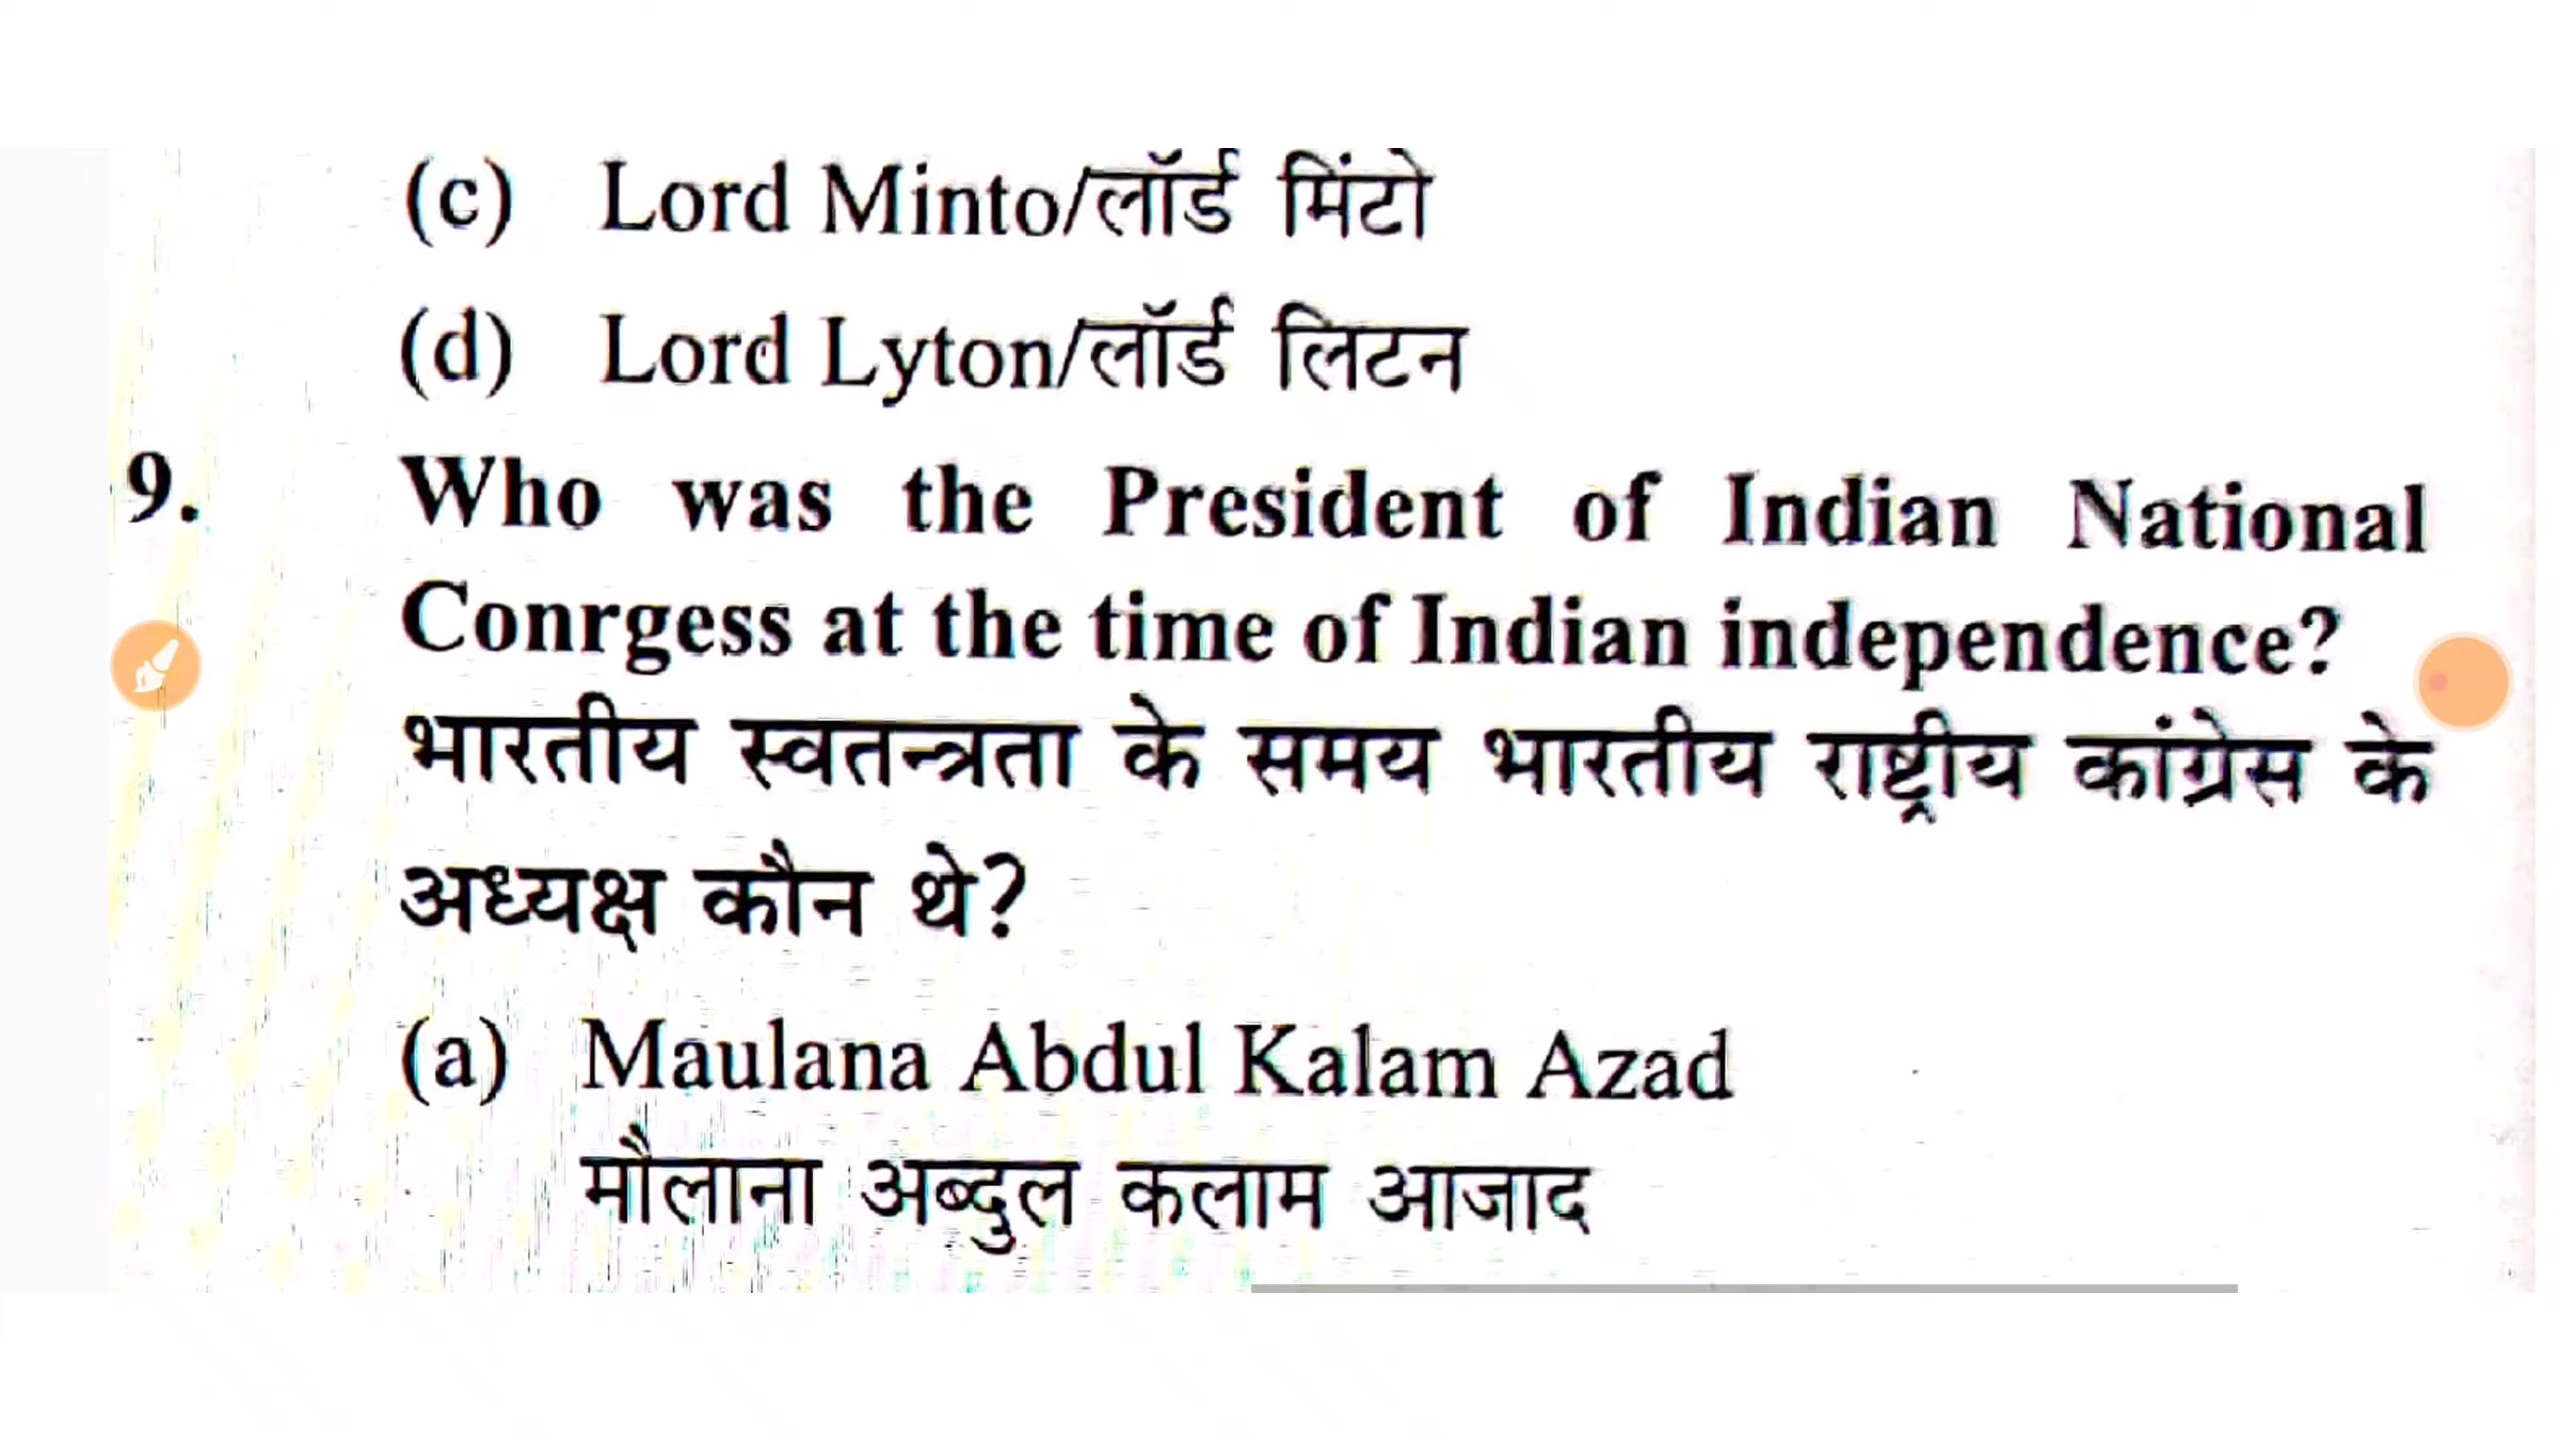 (c) Lord Minto/लॉर्ड मिंटो
(d) Lord Lyton/लॉर्ड लिटन
9. Who was the President of Indian National
Conrgess at the time of Indian independence?
भारतीय स्वतन्त्रता के समय भारतीय राष्ट्रीय कांग्रेस के
अध्यक्ष कौन थे?
(a) Maulana Abdul Kalam Azad
मौलाना अब्दुल कलाम आजाद